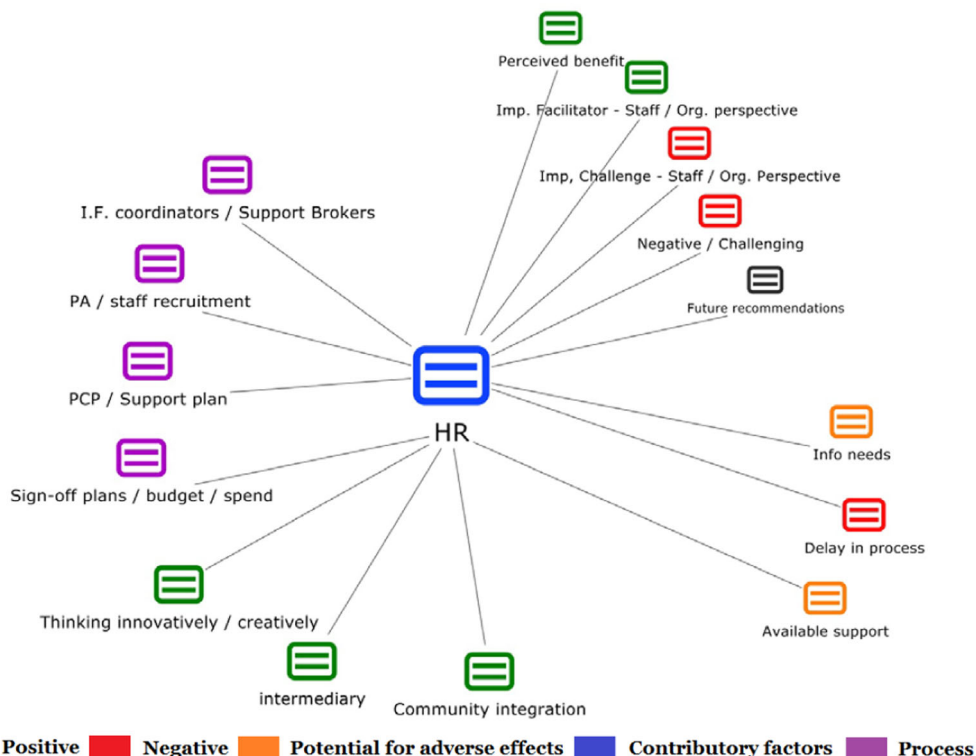 Perceived benefit
Imp. Facilitator - Staff / Org. perspective
Imp, Challenge - Staff / Org. Perspective
I.F. coordinators / Support Brokers
Negative / Challenging
PA / staff recruitment
Future recommendations
PCP / Support plan
HR
Info needs
Sign-off plans / budget / spend
Delay in process
Thinking innovatively / creatively
Available support
intermediary
Community integration
Positive Negative Potential for adverse effects Contributory factors Process